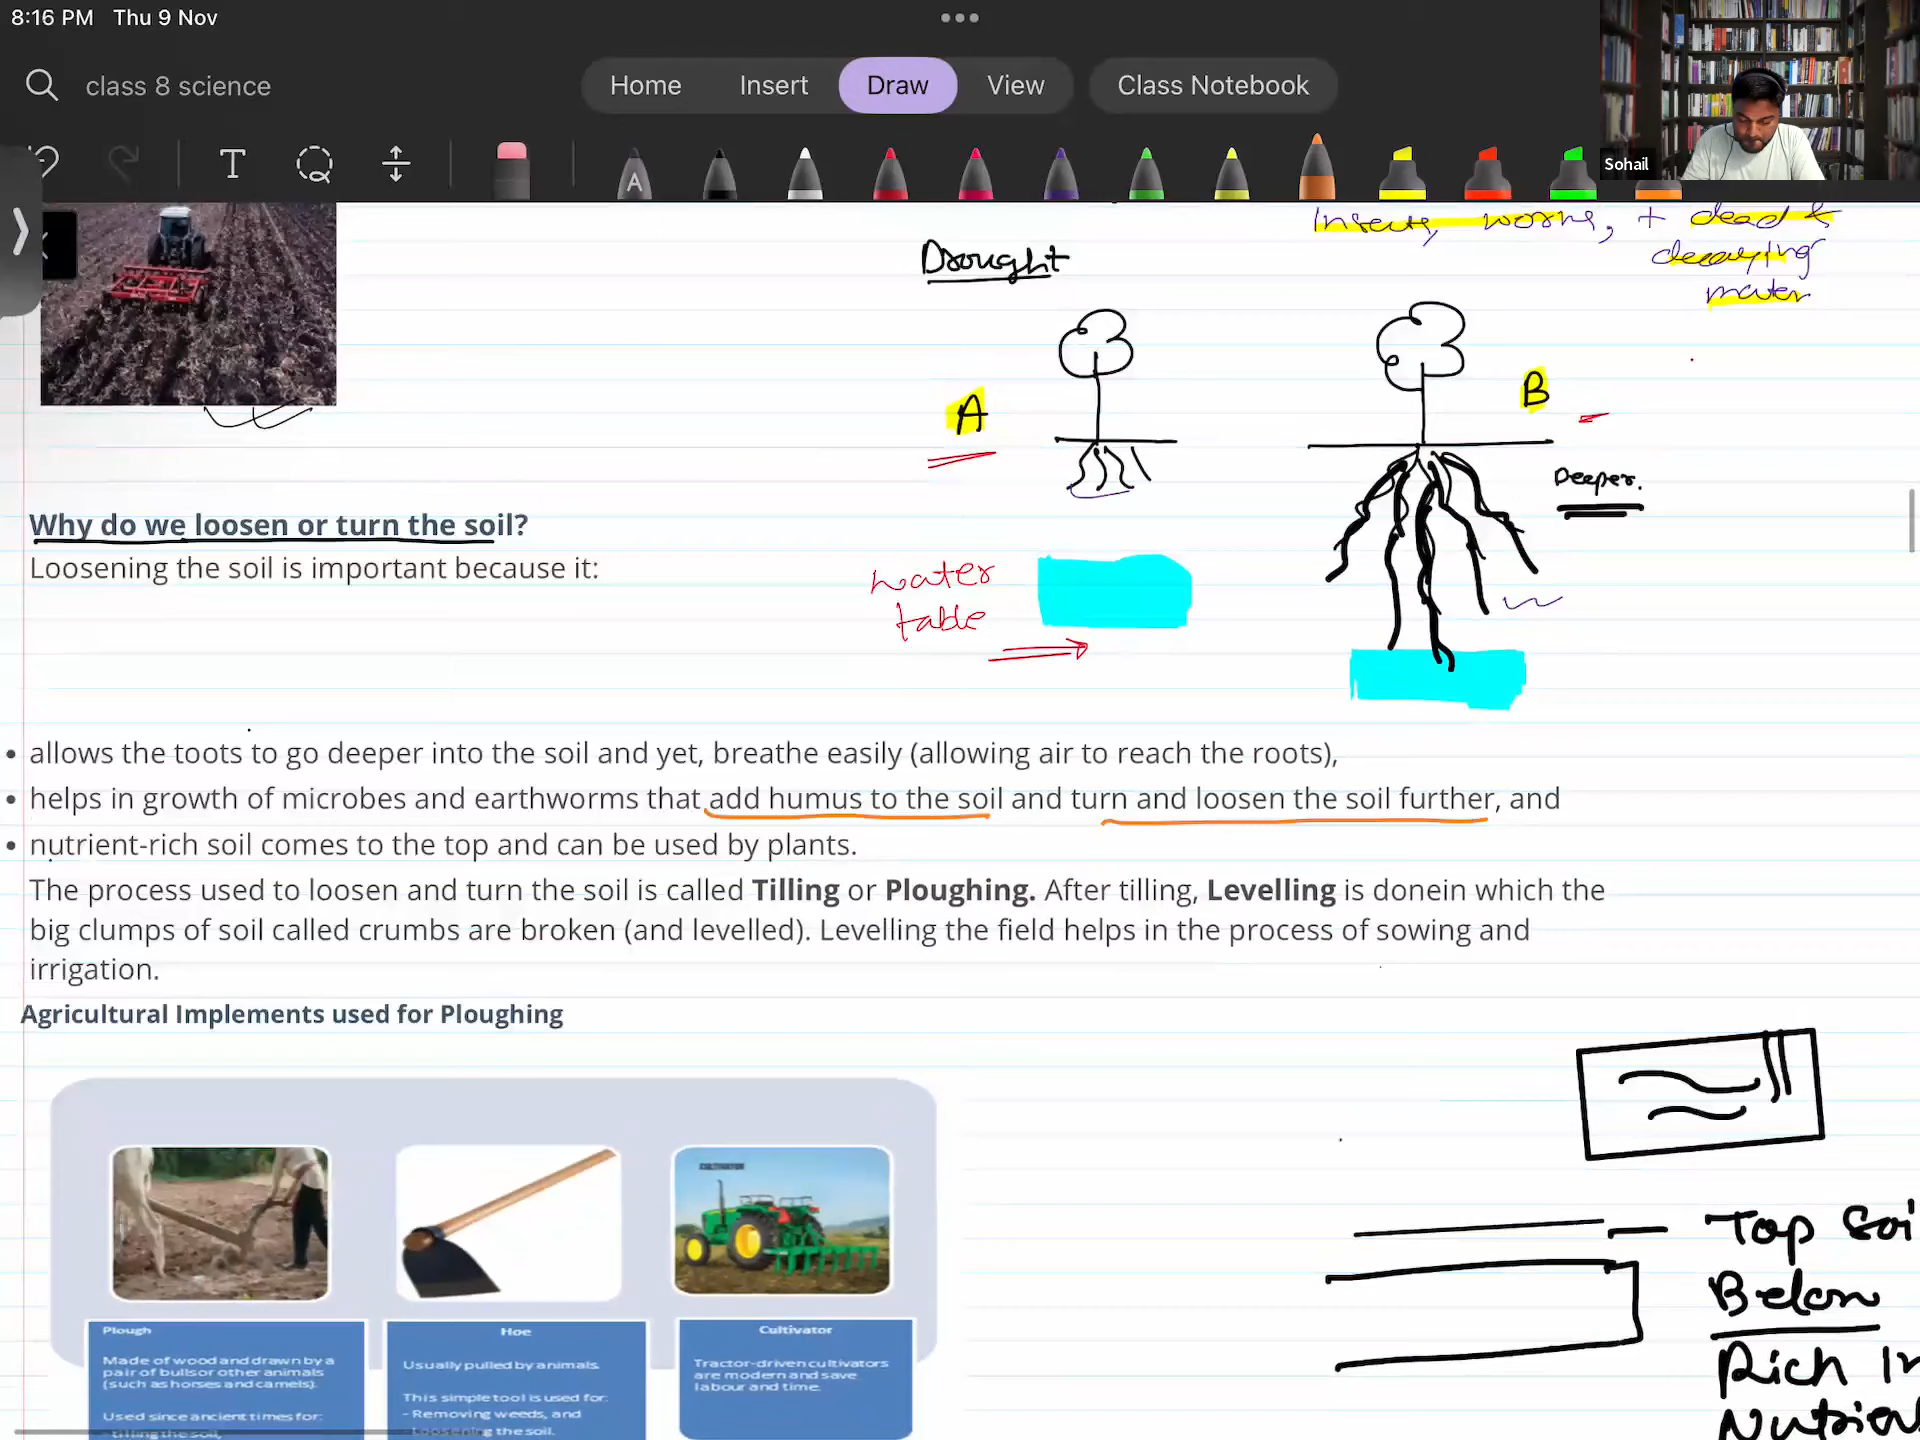 8:16 PM Thu 9 Nov
class 8 science
Home Insert Draw View Class Notebook
T
A
Sohail
Insects, worms, + dead &
decaying
mater
Drought
A
B
Deeper.
Why do we loosen or turn the soil?
Loosening the soil is important because it:
water
table
allows the toots to go deeper into the soil and yet, breathe easily (allowing air to reach the roots),
helps in growth of microbes and earthworms that add humus to the soil and turn and loosen the soil further, and
nutrient-rich soil comes to the top and can be used by plants.
The process used to loosen and turn the soil is called Tilling or Ploughing. After tilling, Levelling is donein which the
big clumps of soil called crumbs are broken (and levelled). Levelling the field helps in the process of sowing and
irrigation.
Agricultural Implements used for Ploughing
CULTIVATOR
Top Soi
Below
Rich In
Nutrien
Plough
Made of wood and drawn by a
pair of bulls or other animals
(such as horses and camels).
Used since ancient times for:
- tilling the soil,
Hoe
Usually pulled by animals.
This simple tool is used for:
- Removing weeds, and
- Loosening the soil.
Cultivator
Tractor-driven cultivators
are modern and save
labour and time.